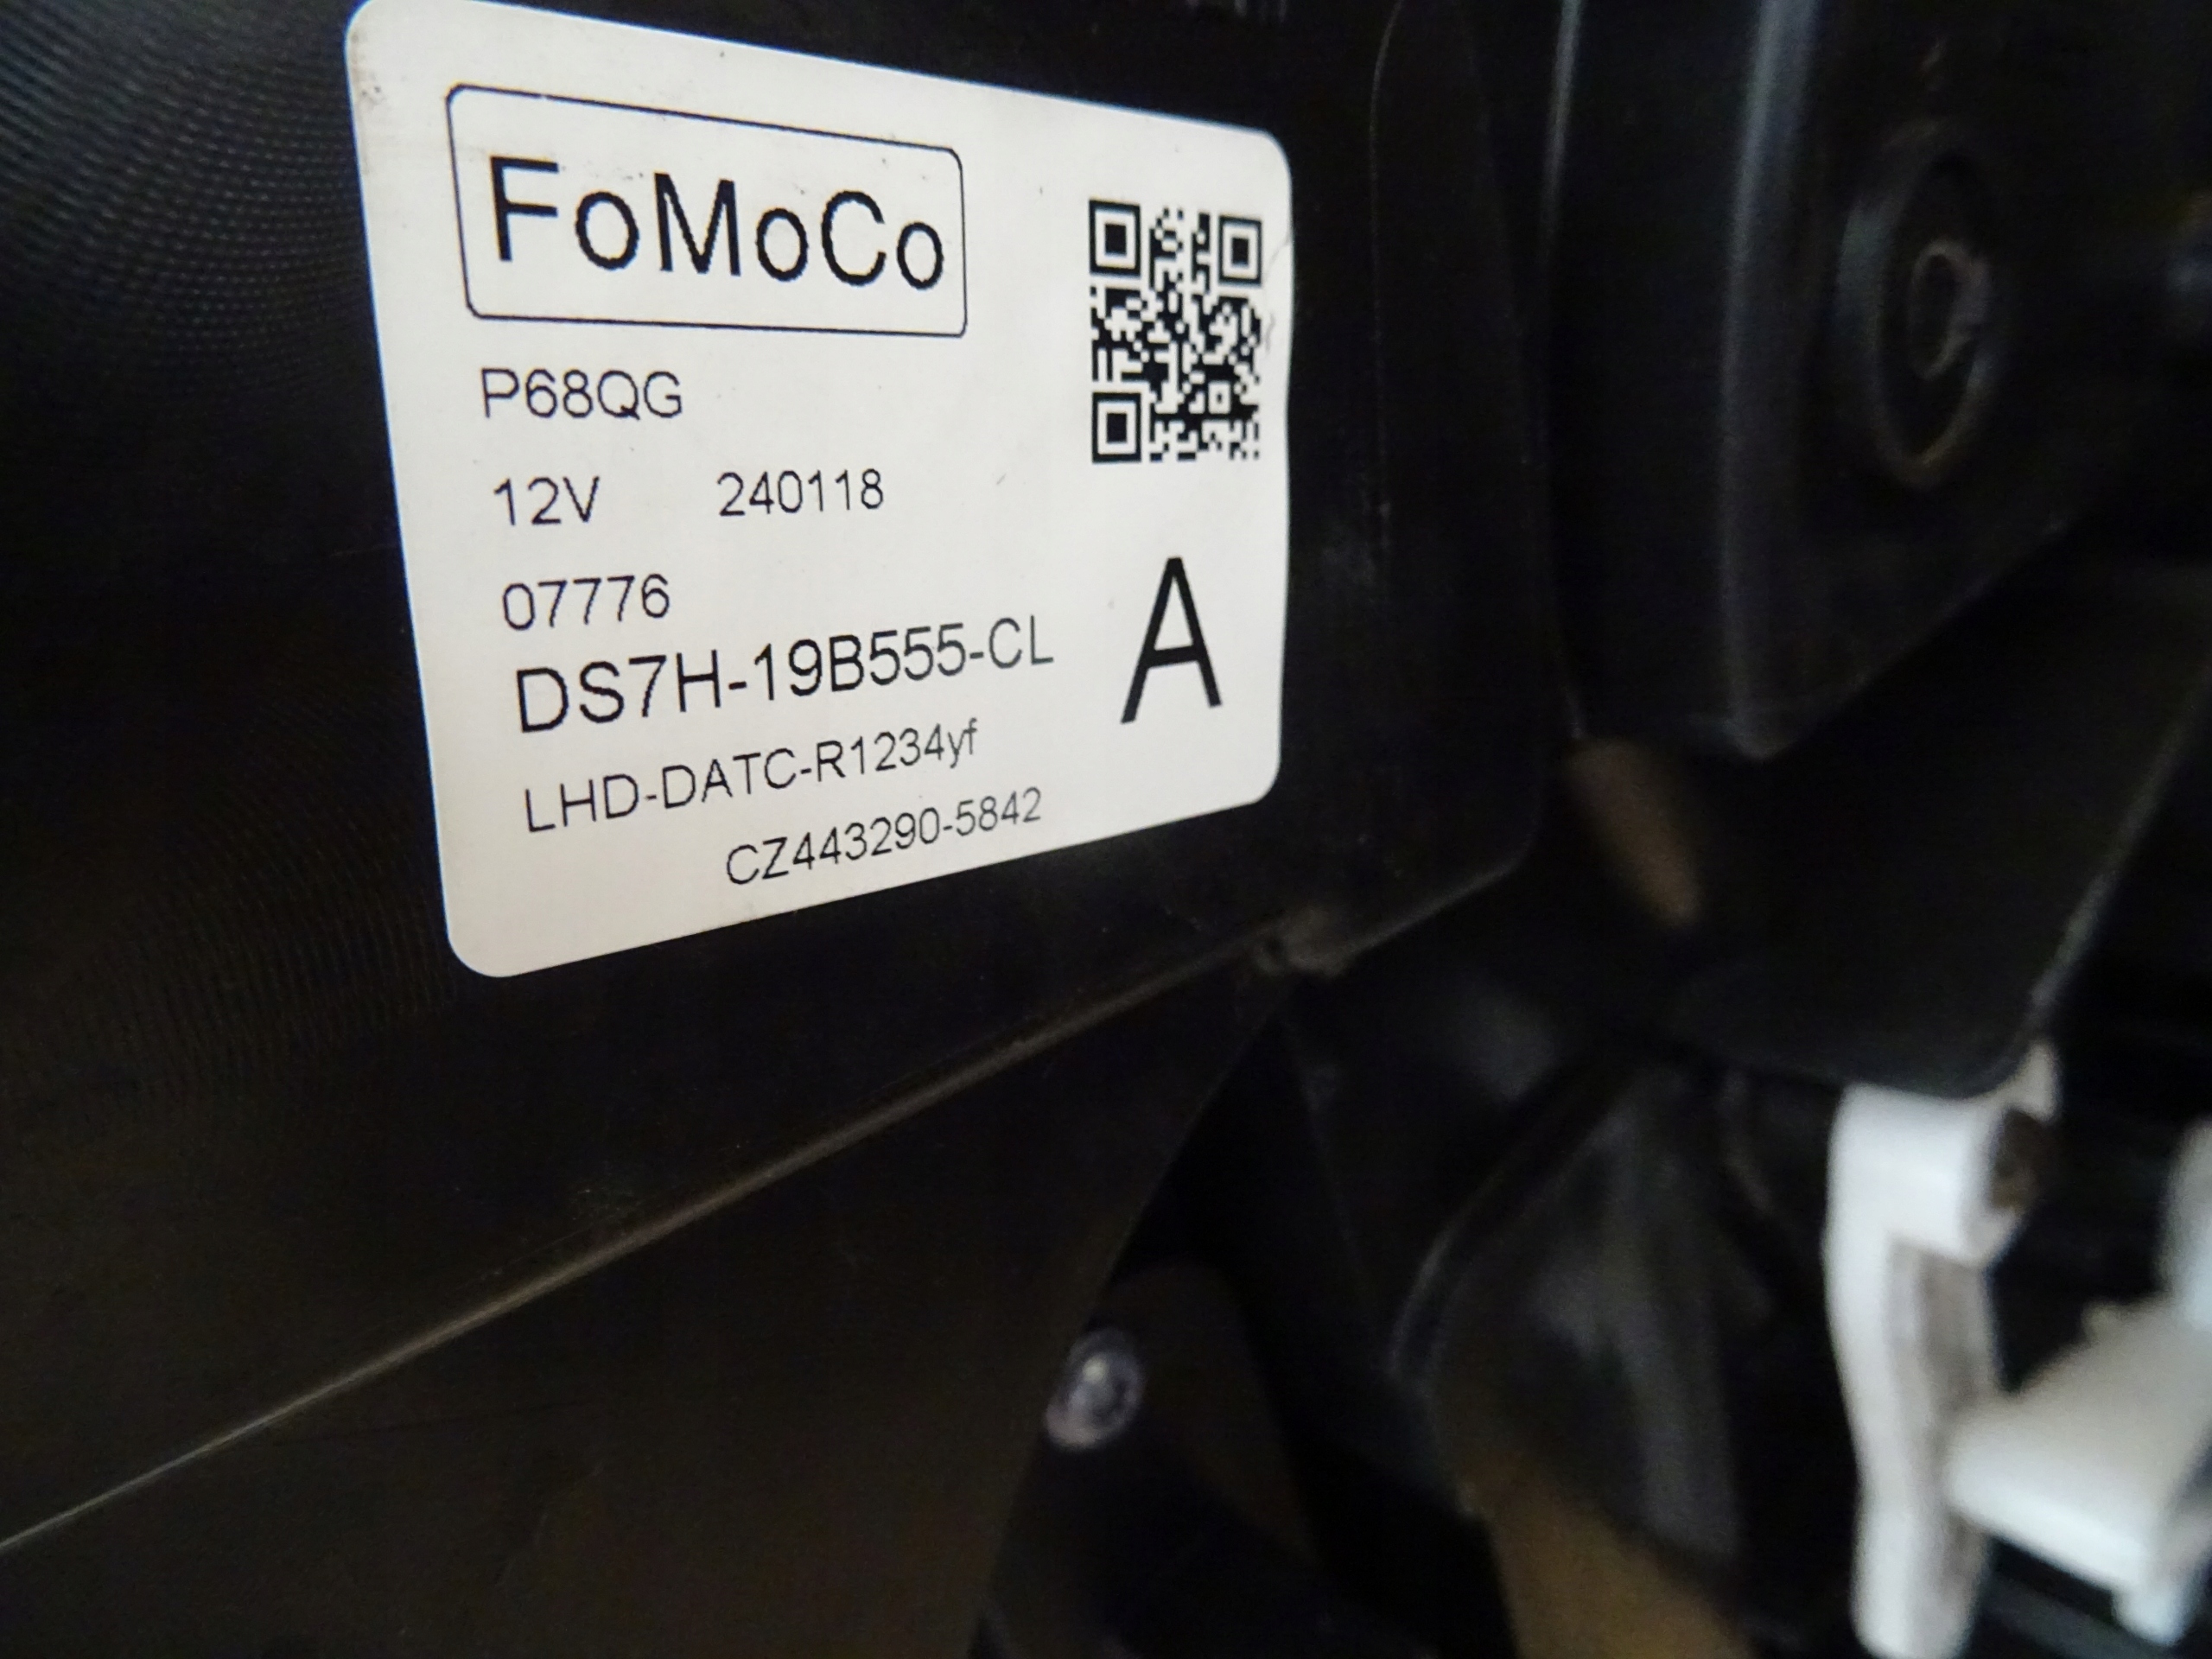 FoMoCo
P68QG
12V 240118
07776
DS7H-19B555-CL
A
LHD-DATC-R1234yf
CZ443290-5842